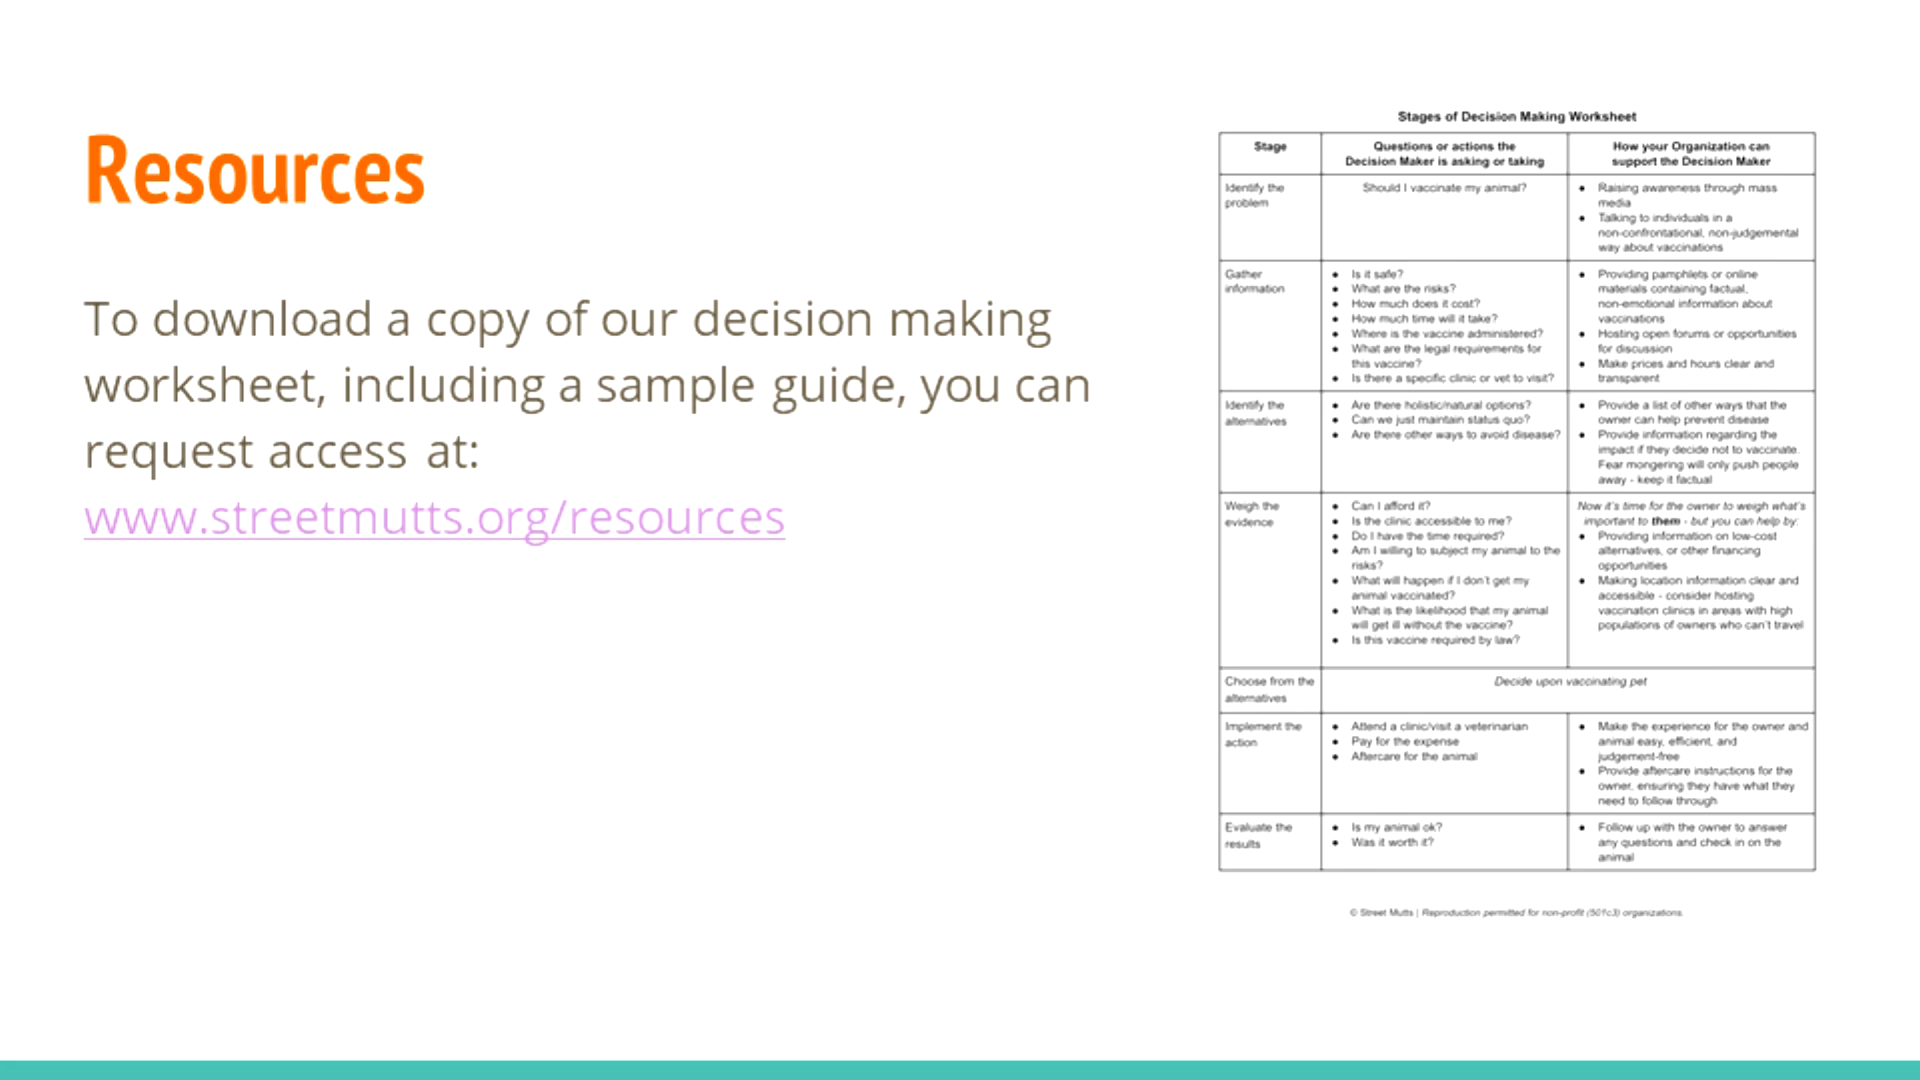 Resources
To download a copy of our decision making
worksheet, including a sample guide, you can
request access at:
www.streetmutts.org/resources
Stages of Decision Making Worksheet
Stage
Questions or actions the
Decision Maker is asking or taking
How your Organization can
support the Decision Maker
Identify the
problem
Should I vaccinate my animal?
● Raising awareness through mass
media
● Talking to individuals in a
non-confrontational, non-judgemental
way about vaccinations
Gather
information
● Is it safe?
● What are the risks?
● How much does it cost?
● How much time will it take?
● Where is the vaccine administered?
● What are the legal requirements for
this vaccine?
● Is there a specific clinic or vet to visit?
● Providing pamphlets or online
materials containing factual,
non-emotional information about
vaccinations
● Hosting open forums or opportunities
for discussion
● Make prices and hours clear and
transparent
Identify the
alternatives
● Are there holistic/natural options?
● Can we just maintain status quo?
● Are there other ways to avoid disease?
● Provide a list of other ways that the
owner can help prevent disease
● Provide information regarding the
impact if they decide not to vaccinate.
Fear mongering will only push people
away - keep it factual
Weigh the
evidence
● Can I afford it?
● Is the clinic accessible to me?
● Do I have the time required?
● Am I willing to subject my animal to the
risks?
● What will happen if I don't get my
animal vaccinated?
● What is the likelihood that my animal
will get ill without the vaccine?
● Is this vaccine required by law?
Now it's time for the owner to weigh what's
important to them - but you can help by:
● Providing information on low-cost
alternatives, or other financing
opportunities
● Making location information clear and
accessible - consider hosting
vaccination clinics in areas with high
populations of owners who can't travel
Choose from the
alternatives
Decide upon vaccinating pet
Implement the
action
● Attend a clinic/visit a veterinarian
● Pay for the expense
● Aftercare for the animal
● Make the experience for the owner and
animal easy, efficient, and
judgement-free
● Provide aftercare instructions for the
owner, ensuring they have what they
need to follow through
Evaluate the
results
● Is my animal ok?
● Was it worth it?
● Follow up with the owner to answer
any questions and check in on the
animal
© Street Mutts | Reproduction permitted for non-profit (501c3) organizations.